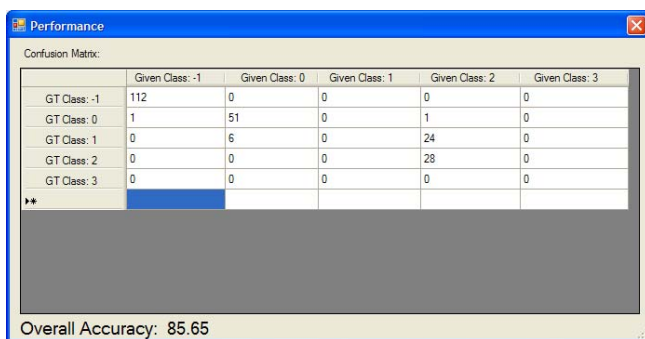 Performance
Confusion Matrix:
Given Class: -1 Given Class: 0 Given Class: 1 Given Class: 2 Given Class: 3
GT Class: -1 112 0 0 0 0
GT Class: 0 1 51 0 1 0
GT Class: 1 0 6 0 24 0
GT Class: 2 0 0 0 28 0
GT Class: 3 0 0 0 0 0
Overall Accuracy: 85.65